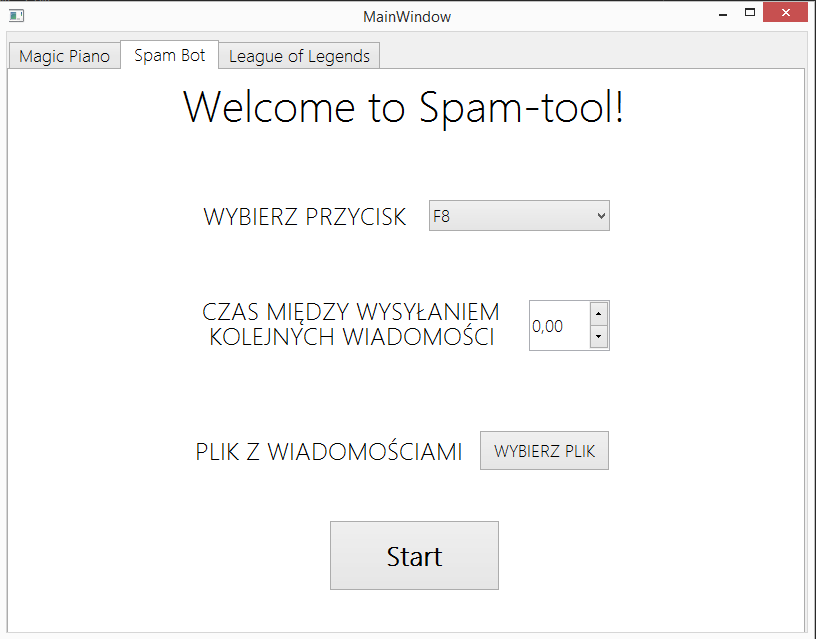 MainWindow
Magic Piano
Spam Bot
League of Legends
Welcome to Spam-tool!
WYBIERZ PRZYCISK
F8
CZAS MIĘDZY WYSYŁANIEM
KOLEJNYCH WIADOMOŚCI
0,00
PLIK Z WIADOMOŚCIAMI
WYBIERZ PLIK
Start